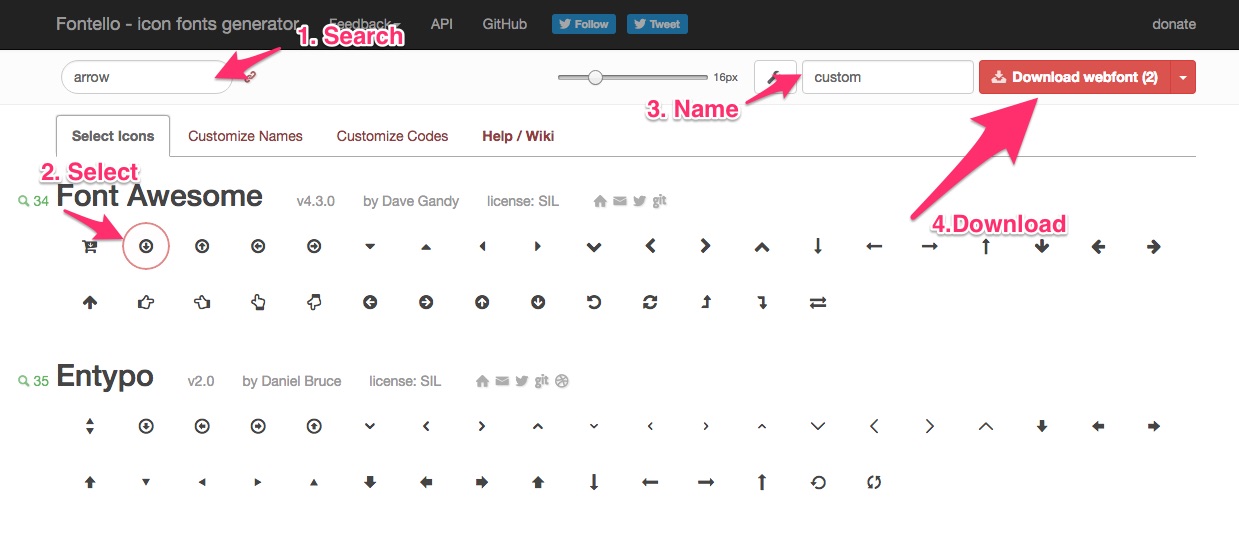 Fontello - icon fonts generator Feedback API GitHub Follow Tweet donate
1. Search
arrow 16px custom Download webfont (2)
3. Name
Select Icons Customize Names Customize Codes Help / Wiki
2. Select
34 Font Awesome v4.3.0 by Dave Gandy license: SIL git
4.Download
35 Entypo v2.0 by Daniel Bruce license: SIL git